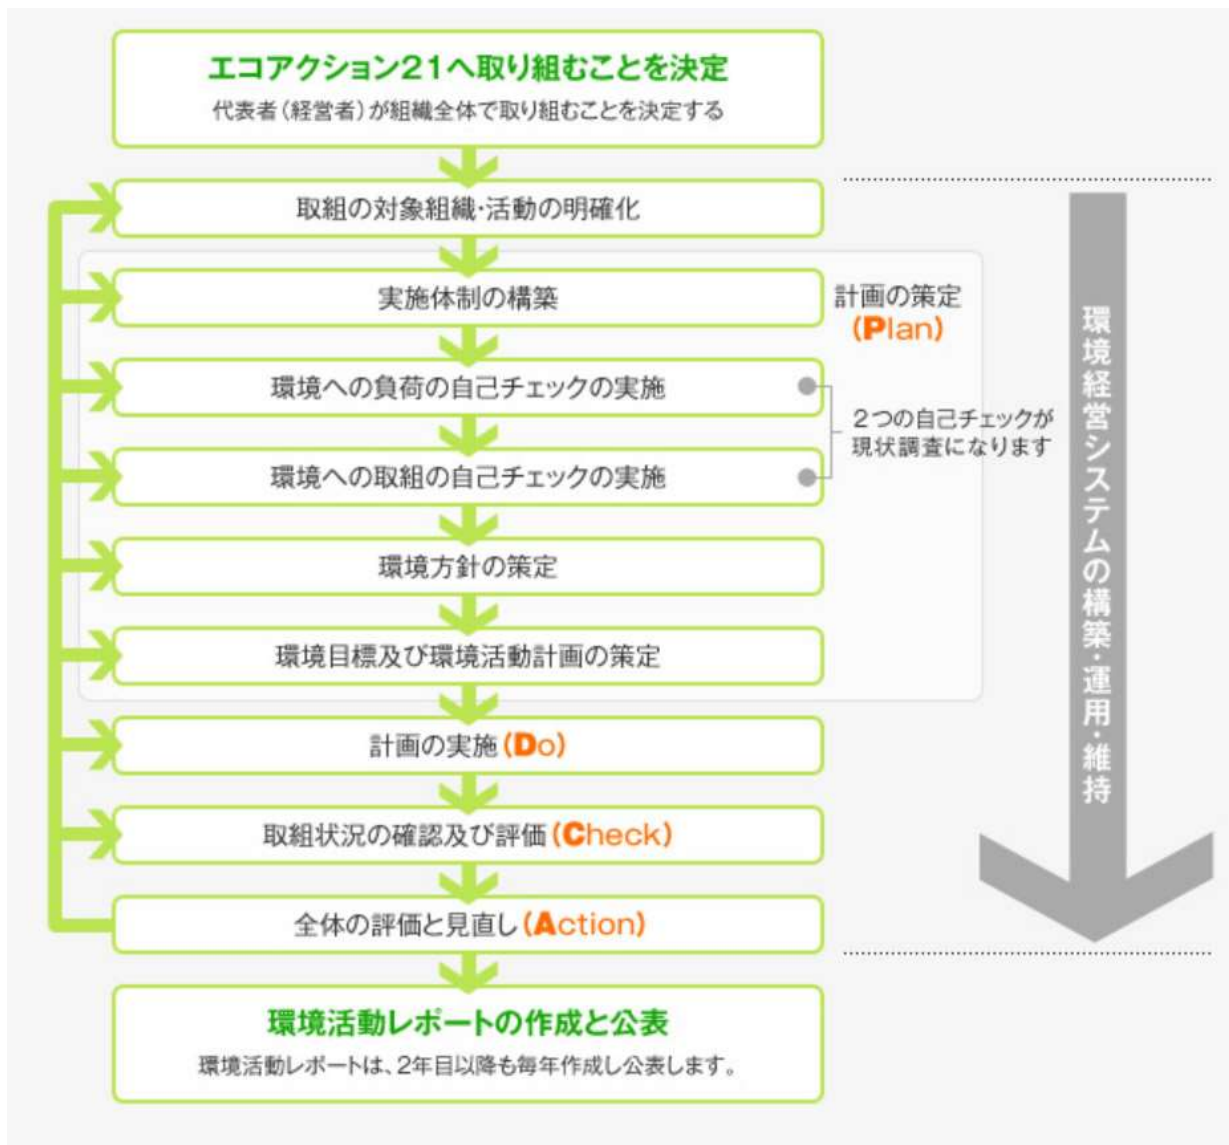 エコアクション21へ取り組むことを決定
代表者(経営者)が組織全体で取り組むことを決定する
取組の対象組織・活動の明確化
実施体制の構築
計画の策定
(Plan)
環境への負荷の自己チェックの実施
2つの自己チェックが
現状調査になります
環境への取組の自己チェックの実施
環境方針の策定
環境目標及び環境活動計画の策定
計画の実施(Do)
取組状況の確認及び評価(Check)
全体の評価と見直し(Action)
環境経営システムの構築・運用・維持
環境活動レポートの作成と公表
環境活動レポートは、2年目以降も毎年作成し公表します。